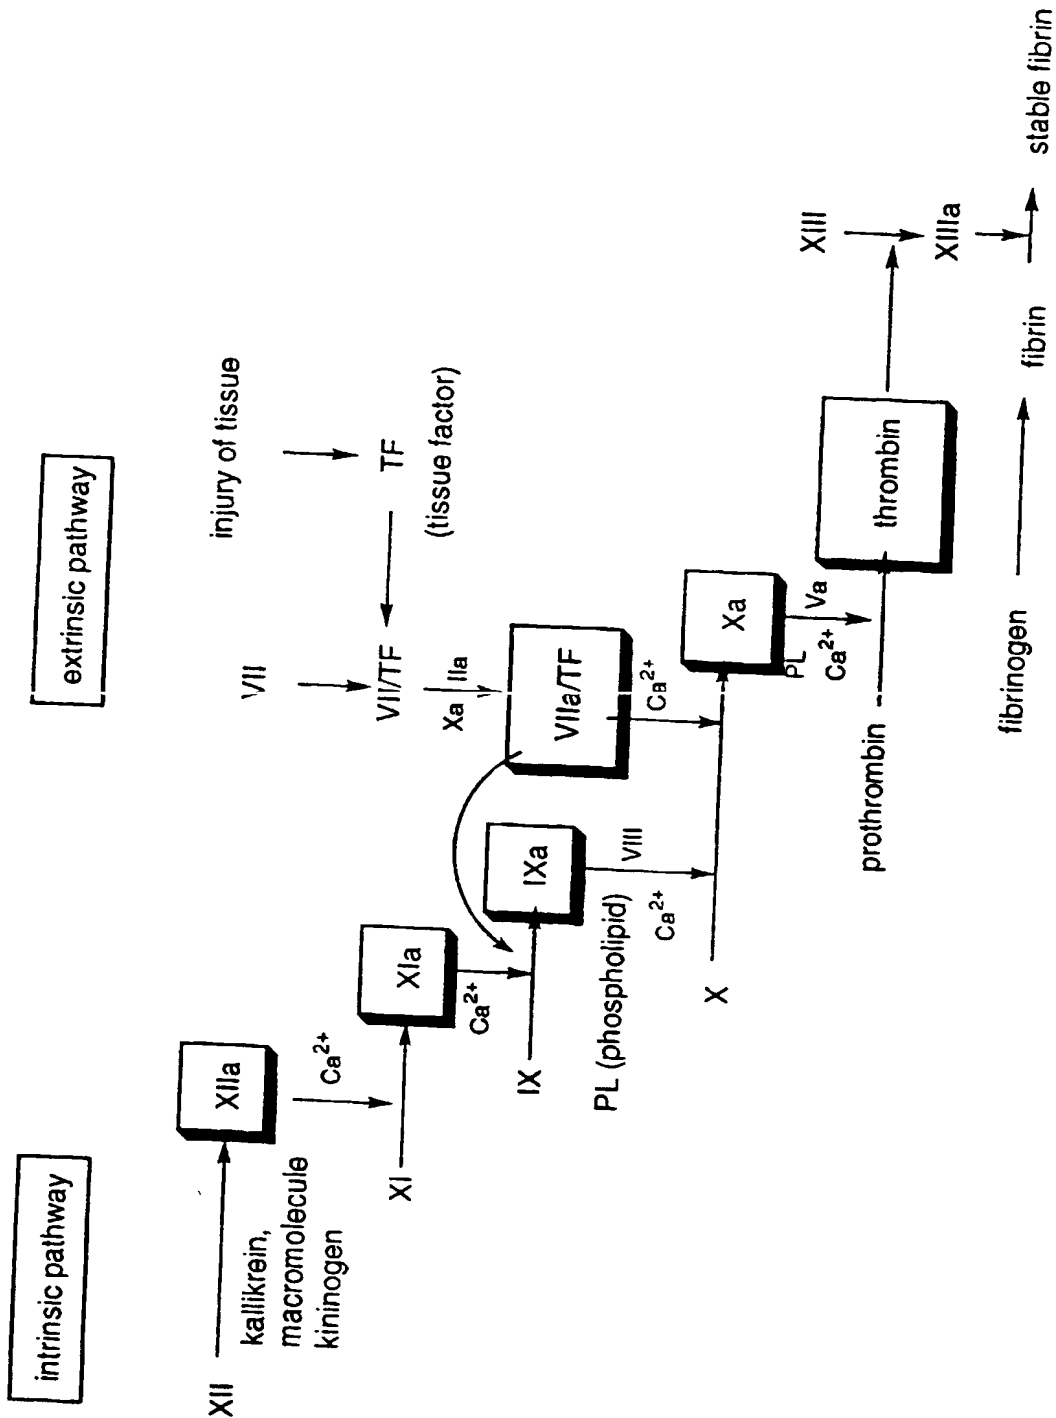 intrinsic pathway
extrinsic pathway
XII
kallikrein,
macromolecule
kininogen
XIIa
Ca2+
XI
XIa
Ca2+
IX
IXa
VII
injury of tissue
VII/TF
TF
(tissue factor)
Xa
IIa
VIIa/TF
PL (phospholipid)
VIII
Ca2+
Ca2+
X
Xa
PL
Va
Ca2+
prothrombin
thrombin
XIII
XIIIa
fibrinogen
fibrin
stable fibrin